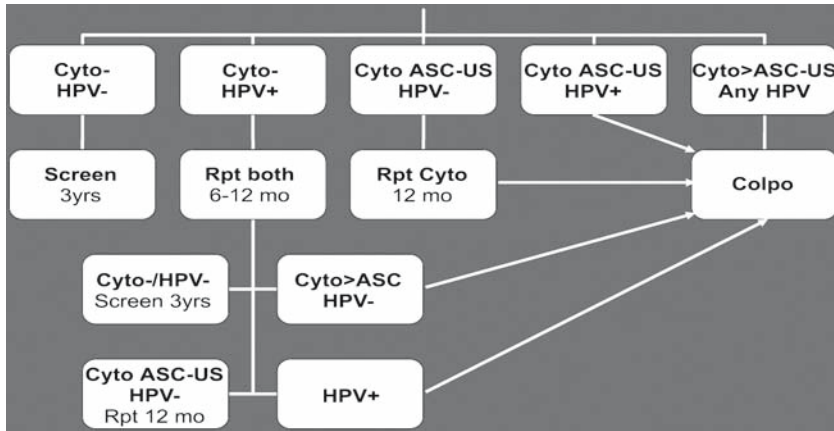 Cyto-
HPV-
Cyto-
HPV+
Cyto ASC-US
HPV-
Cyto ASC-US
HPV+
Cyto>ASC-US
Any HPV
Screen
3yrs
Rpt both
6-12 mo
Rpt Cyto
12 mo
Colpo
Cyto-/HPV-
Screen 3yrs
Cyto>ASC
HPV-
Cyto ASC-US
HPV-
Rpt 12 mo
HPV+